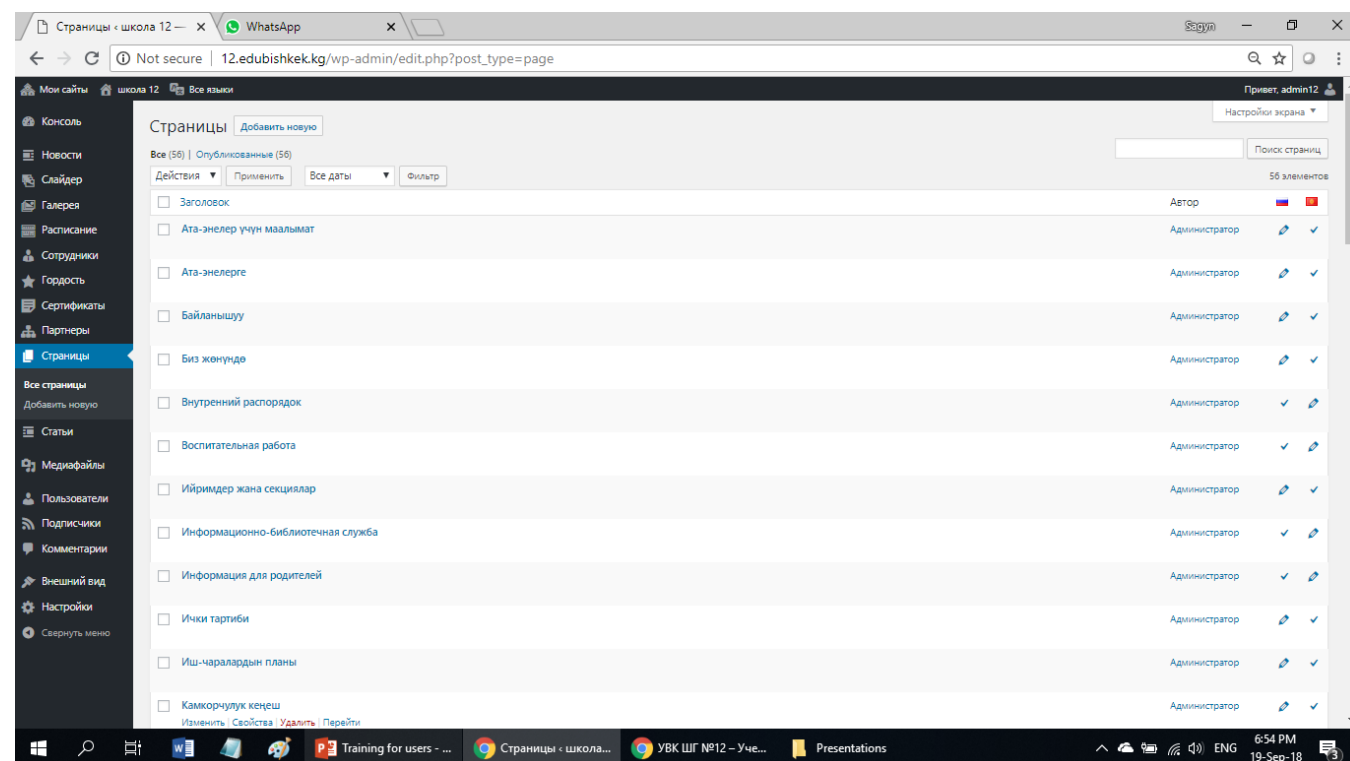 Страницы ‹ школа 12 —
WhatsApp
Sagyn
Not secure | 12.edubishkek.kg/wp-admin/edit.php?post_type=page
Мои сайты школа 12 Все языки
Привет, admin12
Консоль
Новости
Слайдер
Галерея
Расписание
Сотрудники
Гордость
Сертификаты
Партнеры
Страницы
Все страницы
Добавить новую
Статьи
Медиафайлы
Пользователи
Подписчики
Комментарии
Внешний вид
Настройки
Свернуть меню
Настройки экрана
Страницы Добавить новую
Все (56) | Опубликованные (56)
Поиск страниц
Действия Применить Все даты Фильтр
56 элементов
Заголовок Автор
Ата-энелер үчүн маалымат Администратор
Ата-энелерге Администратор
Байланышуу Администратор
Биз жөнүндө Администратор
Внутренний распорядок Администратор
Воспитательная работа Администратор
Ийримдер жана секциялар Администратор
Информационно-библиотечная служба Администратор
Информация для родителей Администратор
Ички тартиби Администратор
Иш-чаралардын планы Администратор
Камкорчулук кеңеш Администратор
Изменить | Свойства | Удалить | Перейти
Training for users - ...
Страницы ‹ школа...
УВК ШГ №12 – Уче...
Presentations
ENG
6:54 PM
19-Sep-18
3